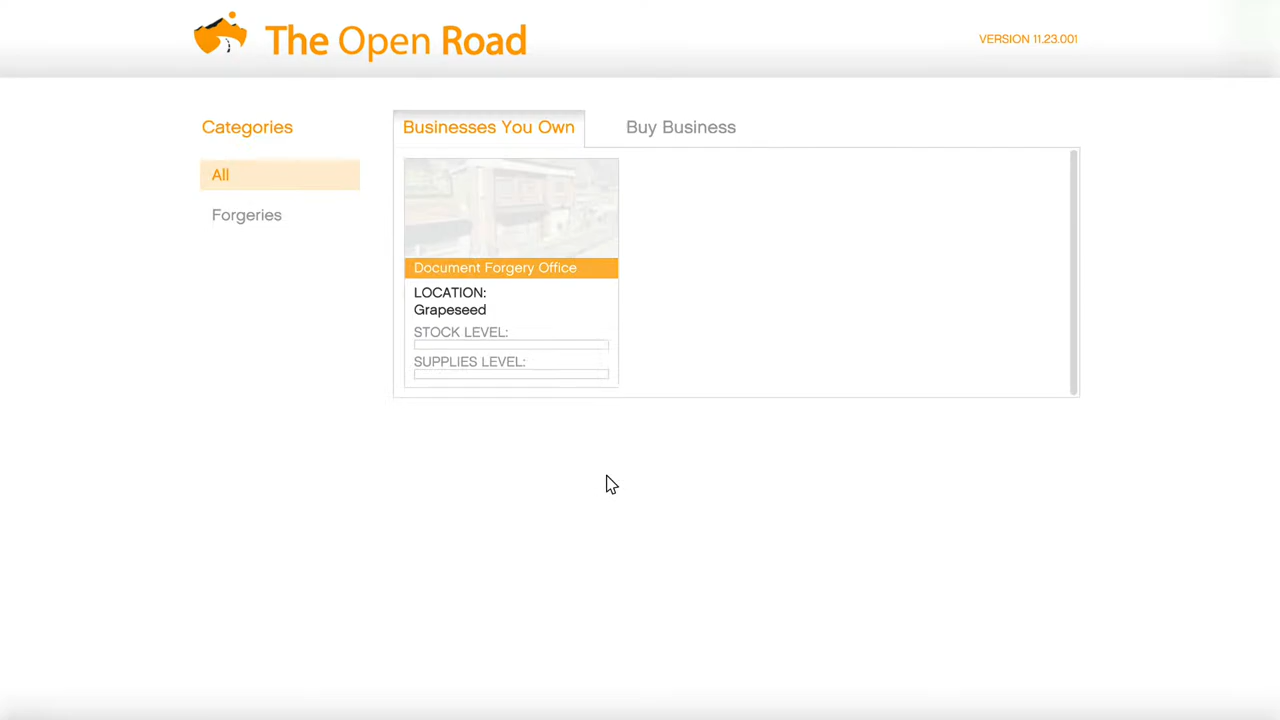 The Open Road
VERSION 11.23.001
Categories
All
Forgeries
Businesses You Own
Buy Business
Document Forgery Office
LOCATION:
Grapeseed
STOCK LEVEL:
SUPPLIES LEVEL: